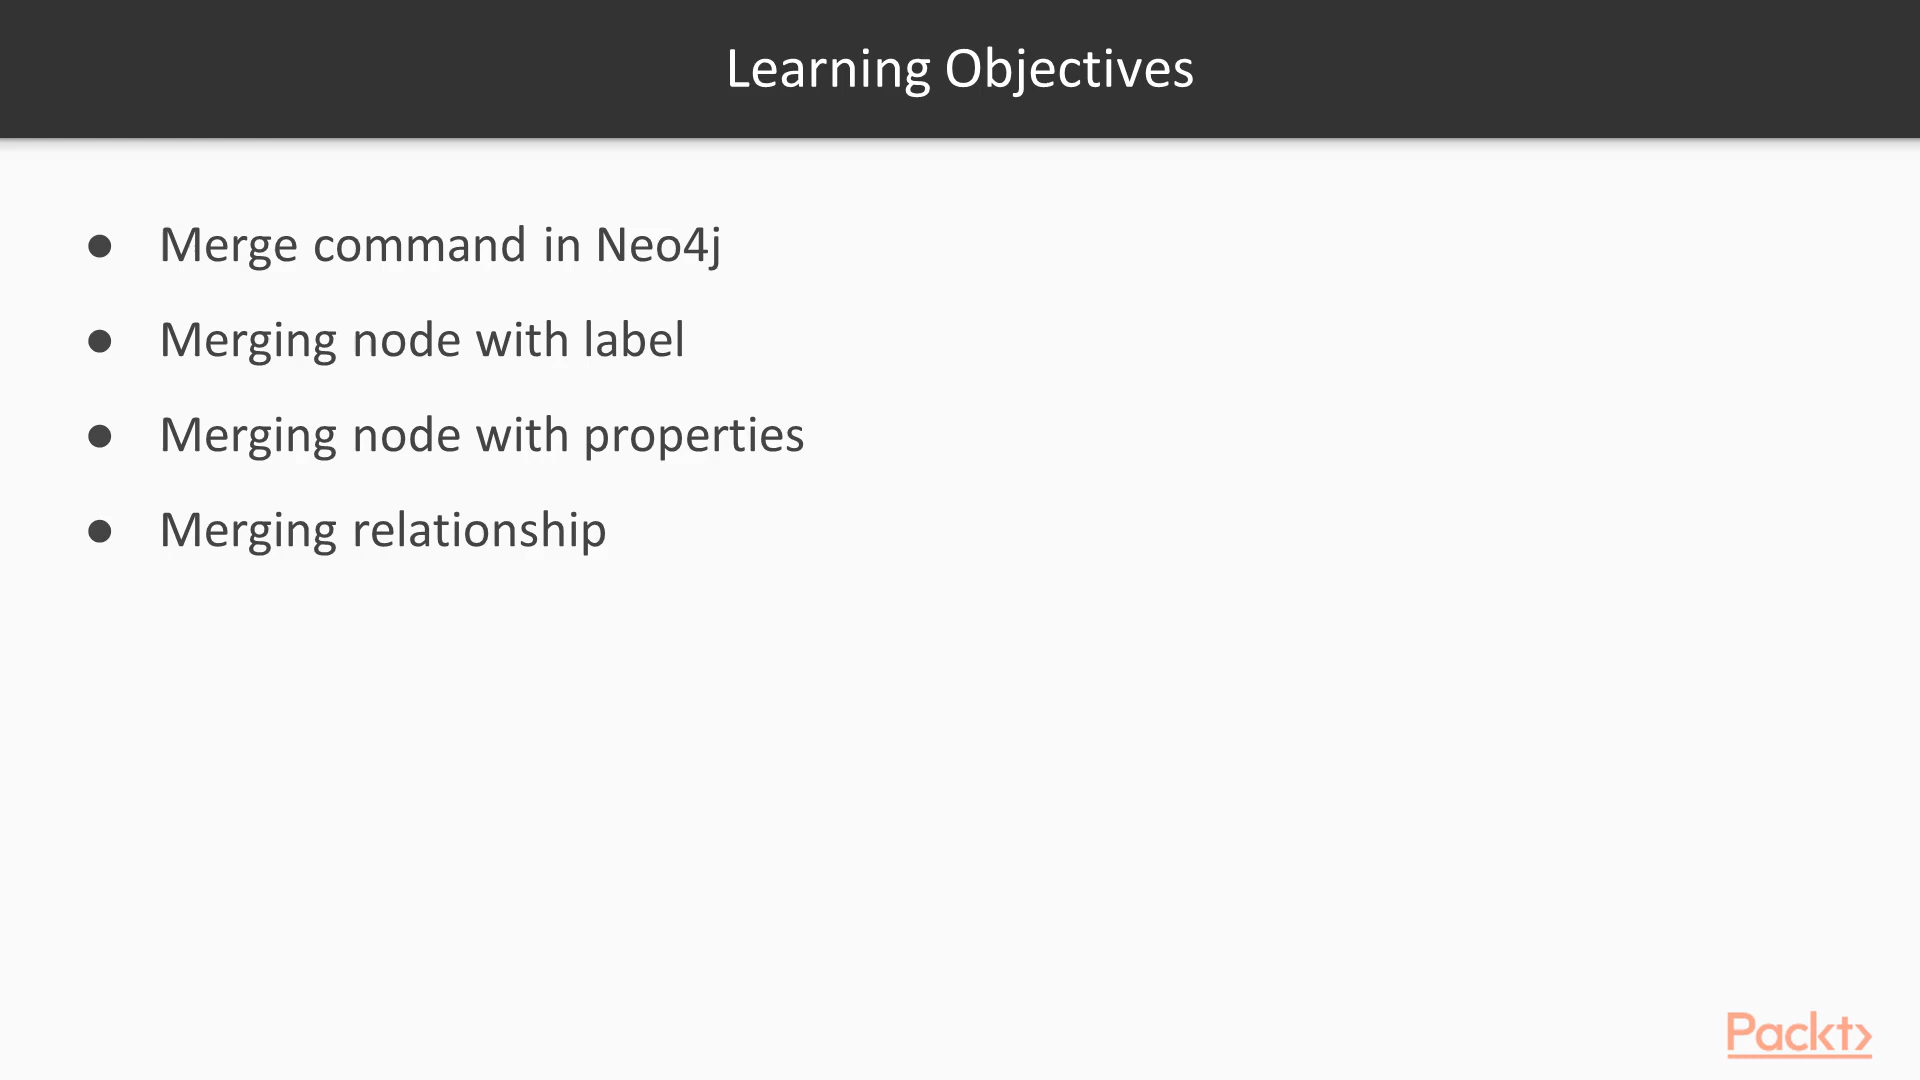 Learning Objectives
● Merge command in Neo4j
● Merging node with label
● Merging node with properties
● Merging relationship
Packt>